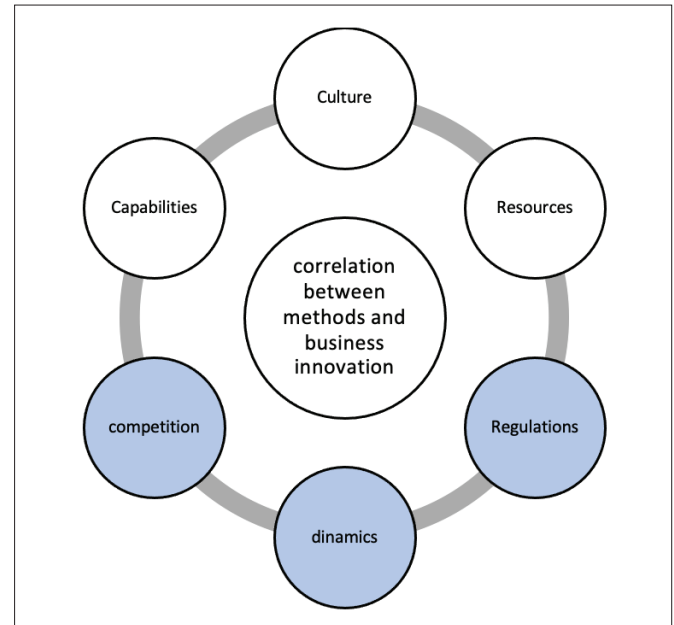 Culture
Capabilities
Resources
correlation
between
methods and
business
innovation
competition
Regulations
dinamics